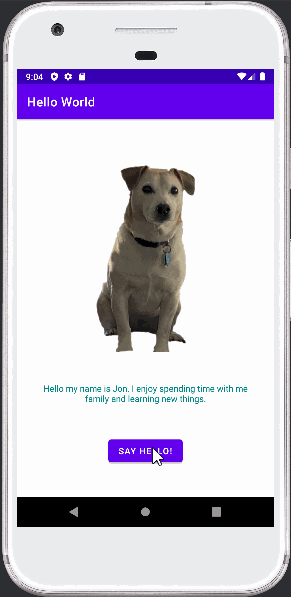 9:04
Hello World
Hello my name is Jon. I enjoy spending time with me
family and learning new things.
SAY HELLO!